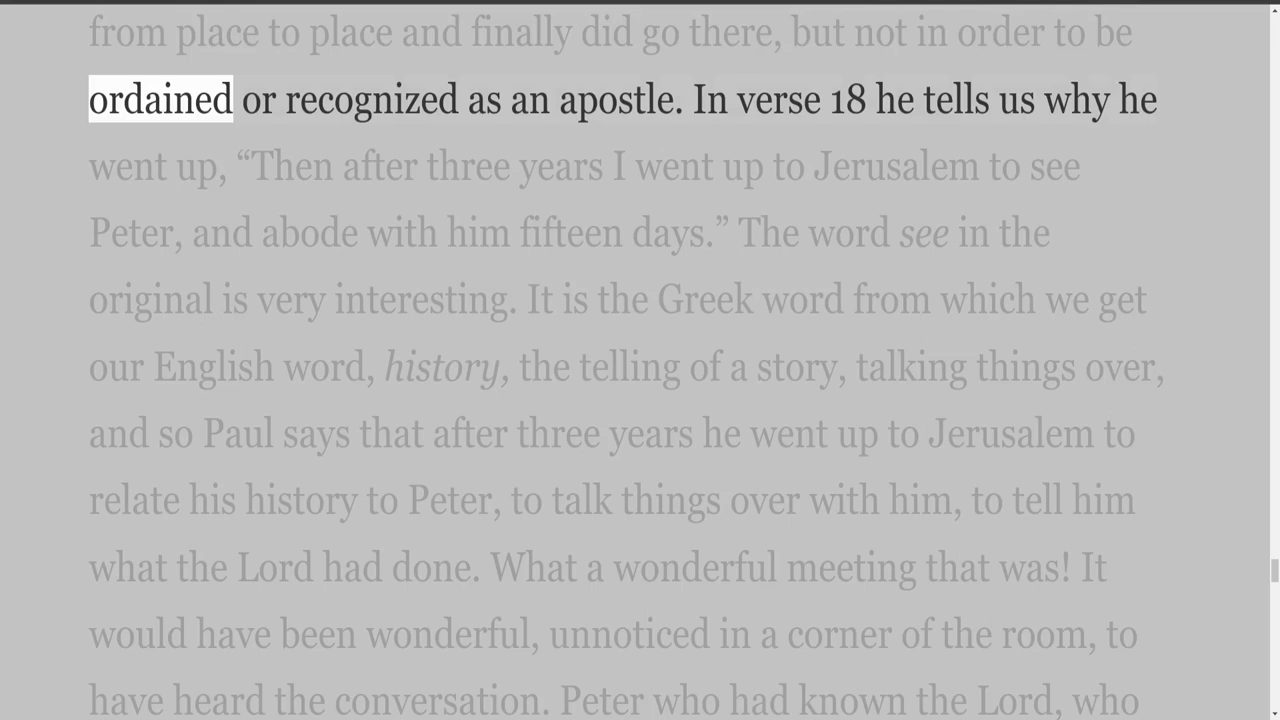 from place to place and finally did go there, but not in order to be
ordained or recognized as an apostle. In verse 18 he tells us why he
went up, “Then after three years I went up to Jerusalem to see
Peter, and abode with him fifteen days.” The word see in the
original is very interesting. It is the Greek word from which we get
our English word, history, the telling of a story, talking things over,
and so Paul says that after three years he went up to Jerusalem to
relate his history to Peter, to talk things over with him, to tell him
what the Lord had done. What a wonderful meeting that was! It
would have been wonderful, unnoticed in a corner of the room, to
have heard the conversation. Peter who had known the Lord, who